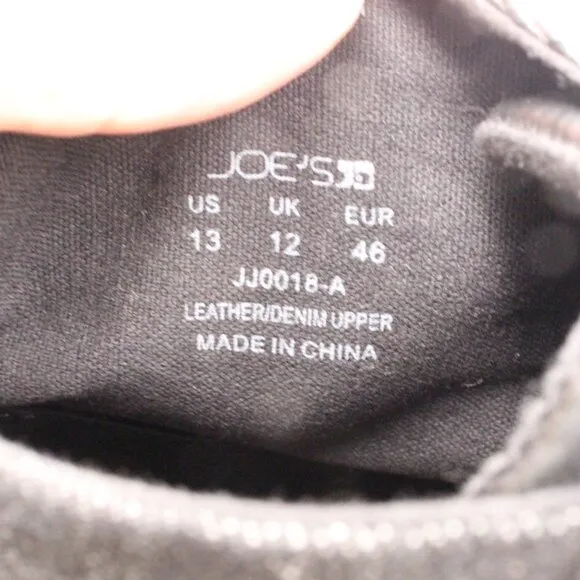 JOE'S
US UK EUR
13 12 46
JJ0018-A
LEATHER/DENIM UPPER
MADE IN CHINA